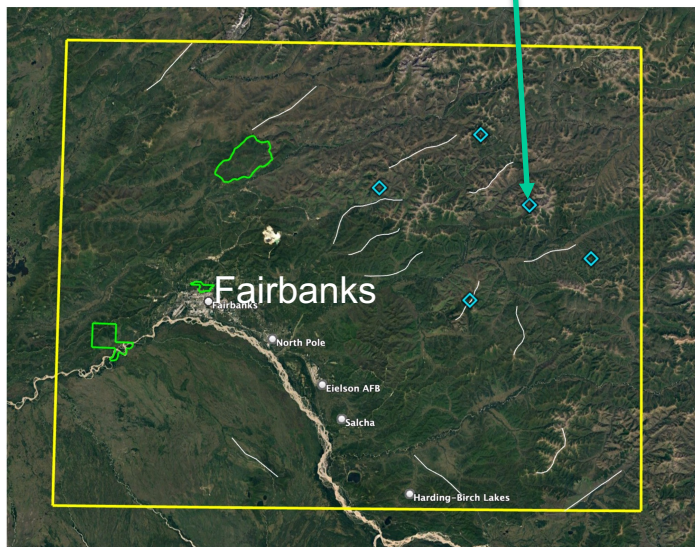 Fairbanks
Fairbanks
North Pole
Eielson AFB
Salcha
Harding-Birch Lakes